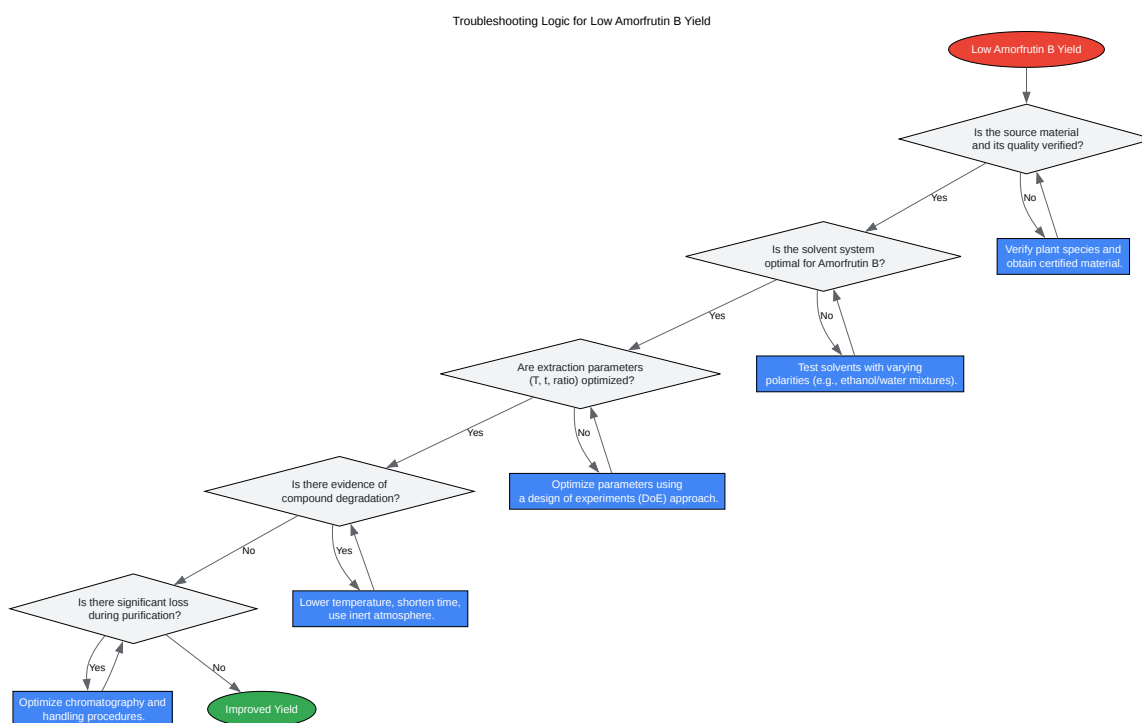 Troubleshooting Logic for Low Amorfrutin B Yield
Low Amorfrutin B Yield
Is the source material
and its quality verified?
Yes
No
Verify plant species and
obtain certified material.
Is the solvent system
optimal for Amorfrutin B?
Yes
No
Test solvents with varying
polarities (e.g., ethanol/water mixtures).
Are extraction parameters
(T, t, ratio) optimized?
Yes
No
Optimize parameters using
a design of experiments (DoE) approach.
Is there evidence of
compound degradation?
No
Yes
Lower temperature, shorten time,
use inert atmosphere.
Is there significant loss
during purification?
Yes
No
Optimize chromatography and
handling procedures.
Improved Yield